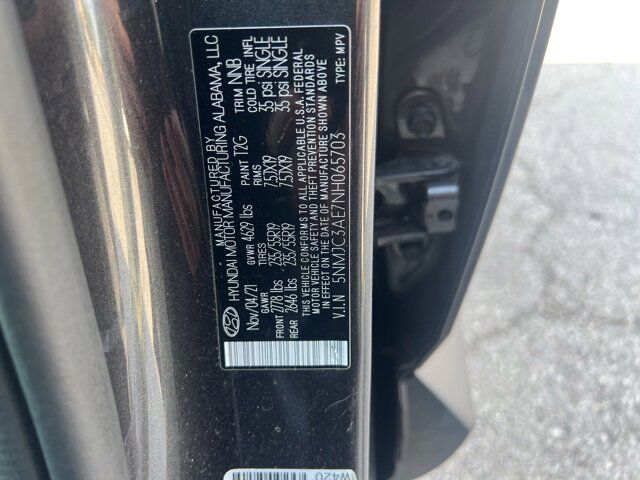 MANUFACTURED BY
HYUNDAI MOTOR MANUFACTURING ALABAMA, LLC
Nov/04/21 GVWR 4629 lbs PAINT T2G TRIM NNB
GAWR TIRES RIMS COLD TIRE INFL
FRONT 2778 lbs 235/55R19 7.5JX19 35 psi SINGLE
REAR 2646 lbs 235/55R19 7.5JX19 35 psi SINGLE
THIS VEHICLE CONFORMS TO ALL APPLICABLE U.S.A. FEDERAL
MOTOR VEHICLE SAFETY AND THEFT PREVENTION STANDARDS
IN EFFECT ON THE DATE OF MANUFACTURE SHOWN ABOVE
V.I.N 5NMJC3AE7NH065703 TYPE: MPV
W420